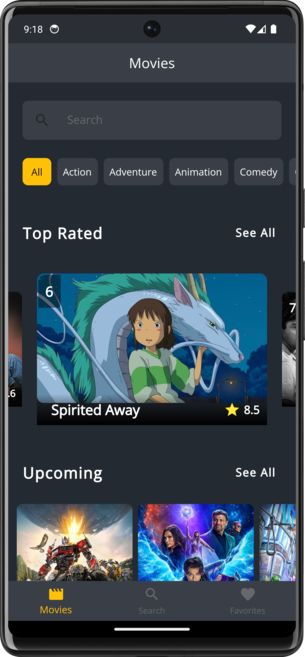 9:18
Movies
Search
All Action Adventure Animation Comedy
Top Rated See All
6
7
.6
Spirited Away 8.5
Upcoming See All
Movies Search Favorites